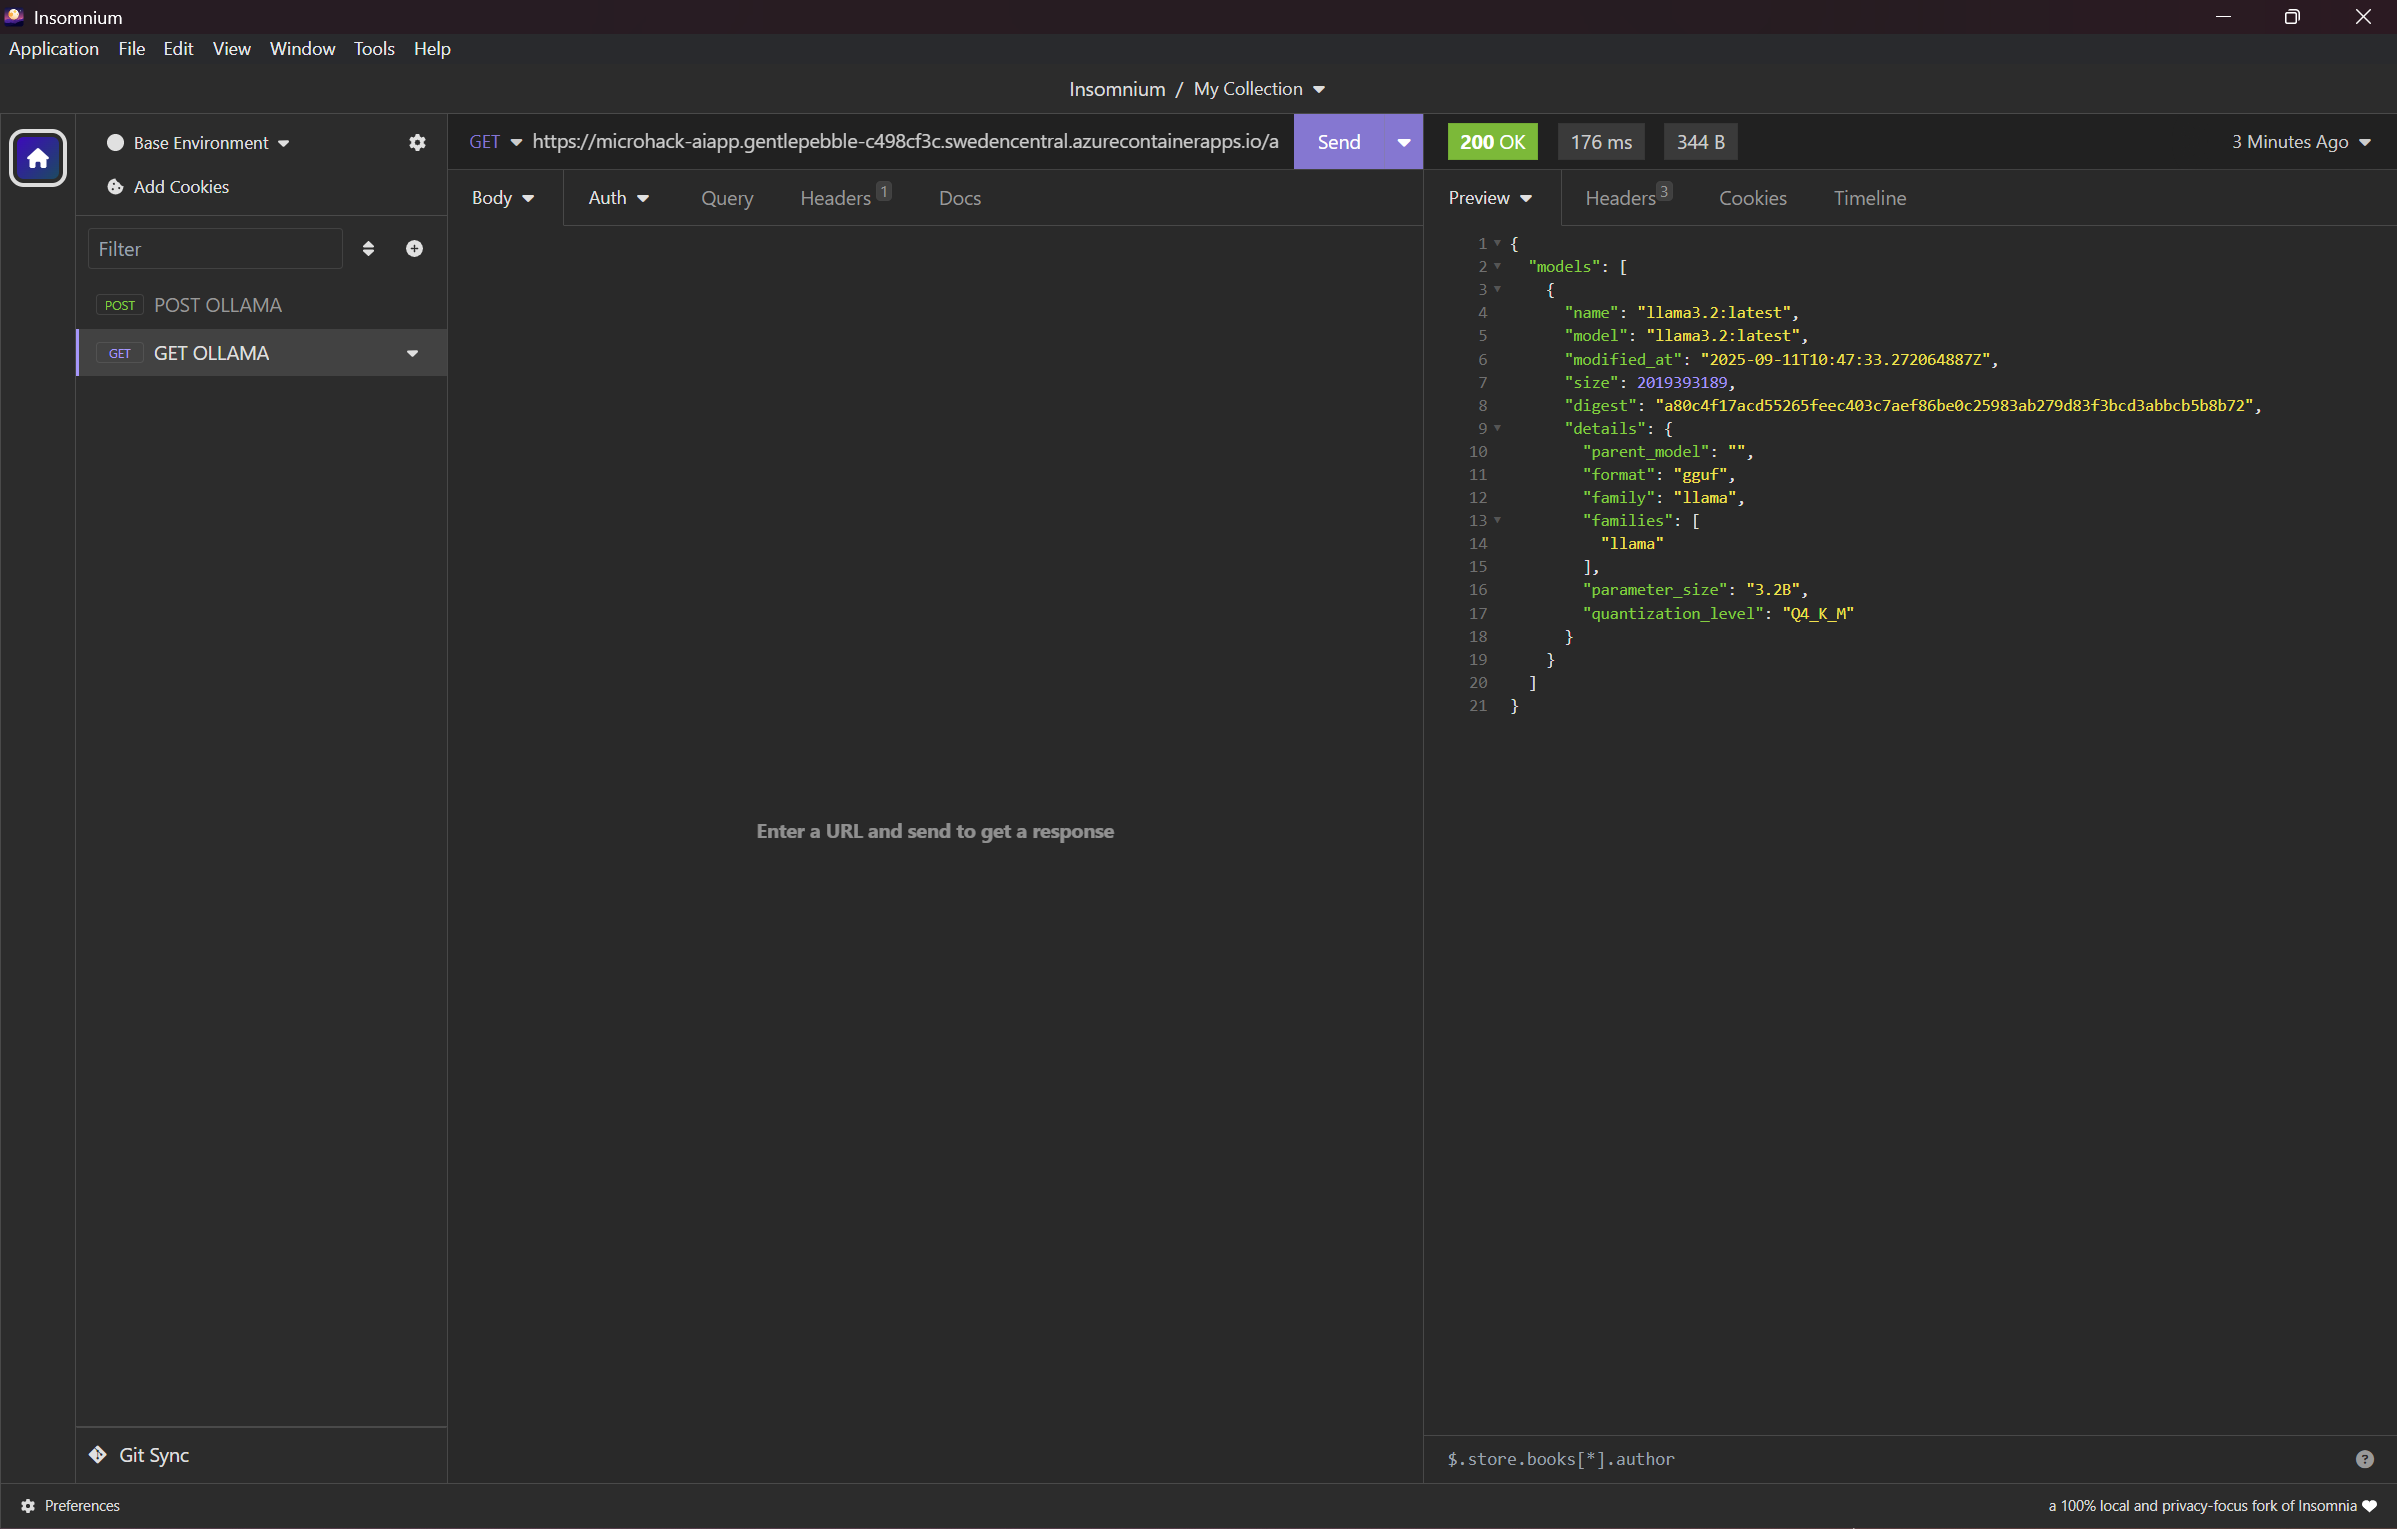 Insomnium
Application File Edit View Window Tools Help
Insomnium / My Collection
Base Environment
Add Cookies
Filter
POST POST OLLAMA
GET GET OLLAMA
Git Sync
Preferences
GET https://microhack-aiapp.gentlepebble-c498cf3c.swedencentral.azurecontainerapps.io/a Send
Body Auth Query Headers 1 Docs
Enter a URL and send to get a response
200 OK 176 ms 344 B 3 Minutes Ago
Preview Headers 3 Cookies Timeline
1 {
2 "models": [
3 {
4 "name": "llama3.2:latest",
5 "model": "llama3.2:latest",
6 "modified_at": "2025-09-11T10:47:33.272064887Z",
7 "size": 2019393189,
8 "digest": "a80c4f17acd55265feec403c7aef86be0c25983ab279d83f3bcd3abbcb5b8b72",
9 "details": {
10 "parent_model": "",
11 "format": "gguf",
12 "family": "llama",
13 "families": [
14 "llama"
15 ],
16 "parameter_size": "3.2B",
17 "quantization_level": "Q4_K_M"
18 }
19 }
20 ]
21 }
$.store.books[*].author ?
a 100% local and privacy-focus fork of Insomnia